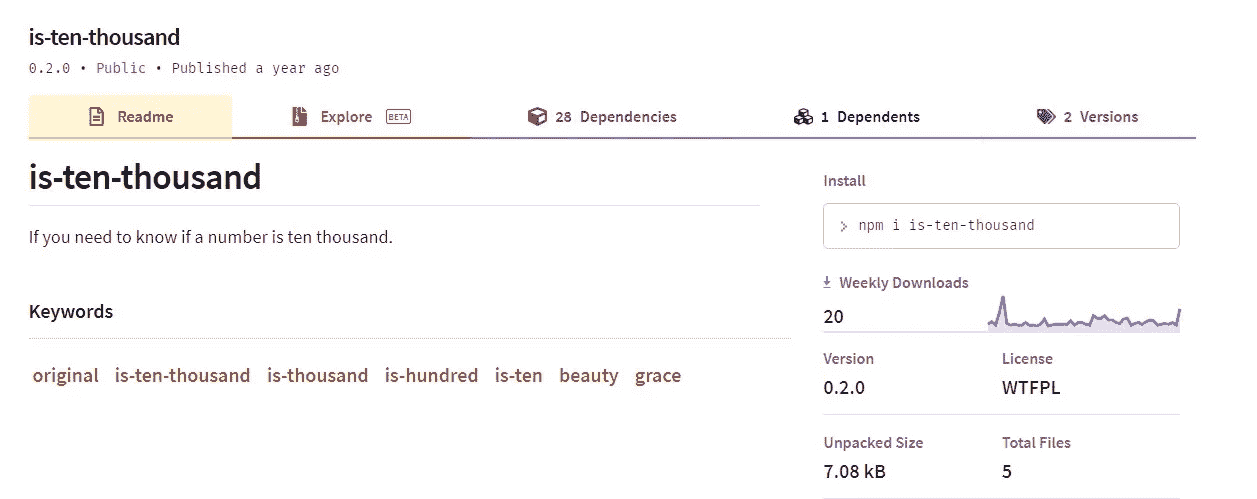 is-ten-thousand
0.2.0 • Public • Published a year ago
Readme
Explore BETA
28 Dependencies
1 Dependents
2 Versions
is-ten-thousand
If you need to know if a number is ten thousand.
Keywords
original is-ten-thousand is-thousand is-hundred is-ten beauty grace
Install
> npm i is-ten-thousand
Weekly Downloads
20
Version
License
0.2.0
WTFPL
Unpacked Size
Total Files
7.08 kB
5